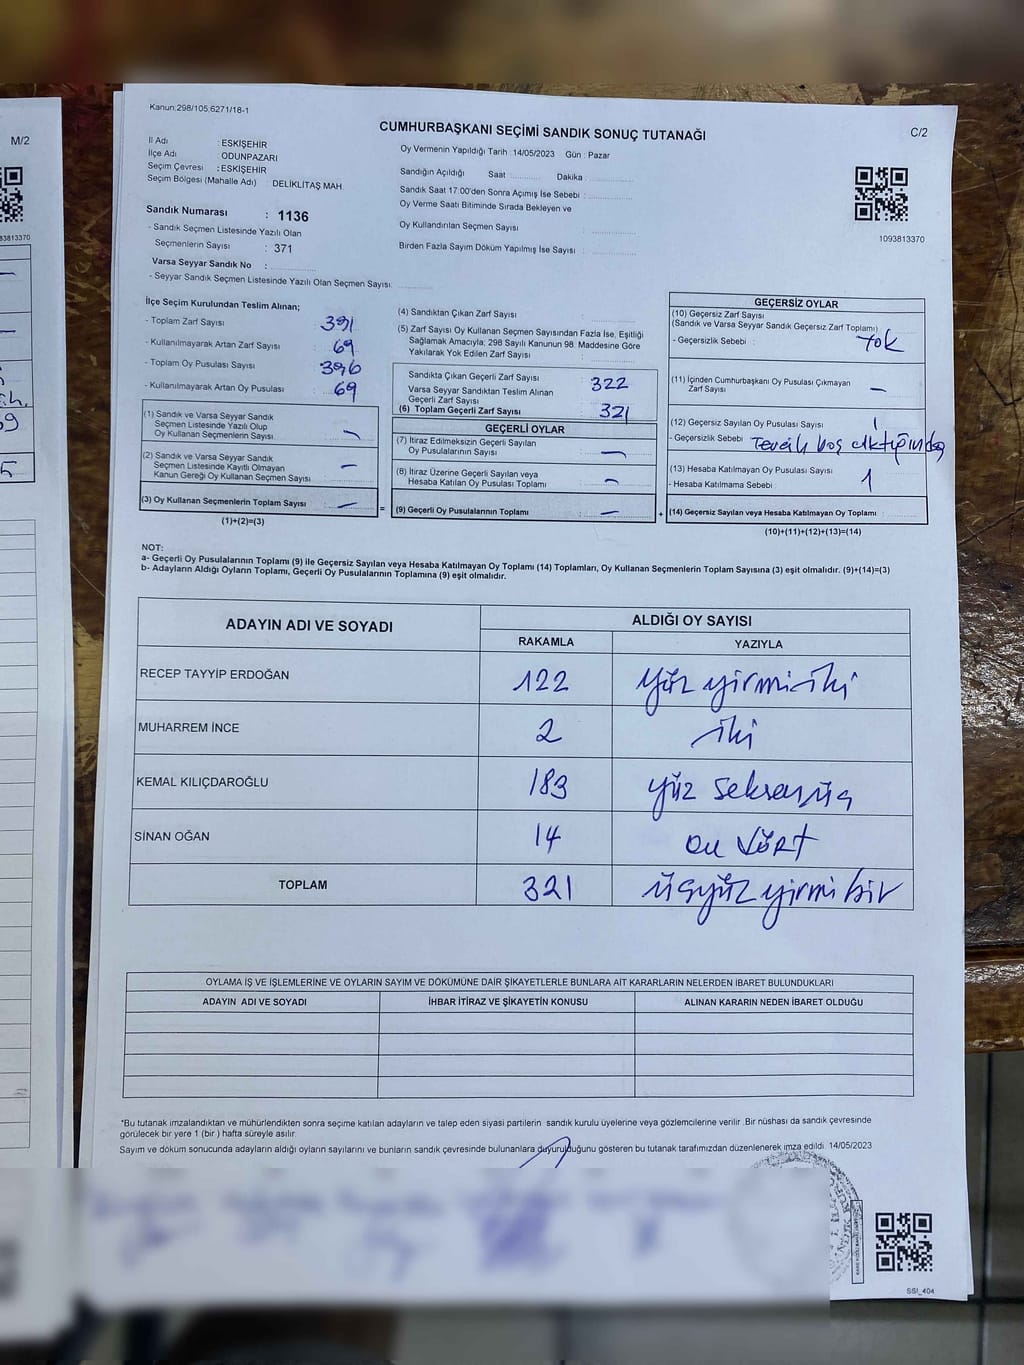 Kanun:298/105,6271/18-1
CUMHURBAŞKANI SEÇİMİ SANDIK SONUÇ TUTANAĞI
C/2
M/2
İl Adı : ESKİŞEHİR
İlçe Adı ODUNPAZARI
Seçim Çevresi : ESKİŞEHİR
Seçim Bölgesi (Mahalle Adı) DELİKLİTAŞ MAH.
Sandık Numarası : 1136
- Sandık Seçmen Listesinde Yazılı Olan
Seçmenlerin Sayısı : 371
Varsa Seyyar Sandık No :
- Seyyar Sandık Seçmen Listesinde Yazılı Olan Seçmen Sayısı:
Oy Vermenin Yapıldığı Tarih :14/05/2023 Gün : Pazar
Sandığın Açıldığı Saat : Dakika :
Sandık Saat 17:00'den Sonra Açımış İse Sebebi :
Oy Verme Saati Bitiminde Sırada Bekleyen ve
Oy Kullandırılan Seçmen Sayısı :
Birden Fazla Sayım Döküm Yapılmış İse Sayısı :
1093813370
83813370
İlçe Seçim Kurulundan Teslim Alınan;
- Toplam Zarf Sayısı : 391
- Kullanılmayarak Artan Zarf Sayısı : 69
- Toplam Oy Pusulası Sayısı : 396
- Kullanılmayarak Artan Oy Pusulası : 69
(1) Sandık ve Varsa Seyyar Sandık
Seçmen Listesinde Yazılı Olup
Oy Kullanan Seçmenlerin Sayısı : —
(2) Sandık ve Varsa Seyyar Sandık
Seçmen Listesinde Kayıtlı Olmayan
Kanun Gereği Oy Kullanan Seçmen Sayısı : —
(3) Oy Kullanan Seçmenlerin Toplam Sayısı : —
(1)+(2)=(3)
=
(4) Sandıktan Çıkan Zarf Sayısı :
(5) Zarf Sayısı Oy Kullanan Seçmen Sayısından Fazla İse, Eşitliği
Sağlamak Amacıyla; 298 Sayılı Kanunun 98. Maddesine Göre
Yakılarak Yok Edilen Zarf Sayısı :
Sandıkta Çıkan Geçerli Zarf Sayısı : 322
Varsa Seyyar Sandıktan Teslim Alınan
Geçerli Zarf Sayısı :
(6) Toplam Geçerli Zarf Sayısı : 321
GEÇERLİ OYLAR
(7) İtiraz Edilmeksizin Geçerli Sayılan
Oy Pusulalarının Sayısı : —
(8) İtiraz Üzerine Geçerli Sayılan veya
Hesaba Katılan Oy Pusulası Toplamı : —
(9) Geçerli Oy Pusulalarının Toplamı : —
+
GEÇERSİZ OYLAR
(10) Geçersiz Zarf Sayısı
(Sandık ve Varsa Seyyar Sandık Geçersiz Zarf Toplamı) :
- Geçersizlik Sebebi : Yok
(11) İçinden Cumhurbaşkanı Oy Pusulası Çıkmayan
Zarf Sayısı : —
(12) Geçersiz Sayılan Oy Pusulası Sayısı : 1
- Geçersizlik Sebebi : Tercih boş
(13) Hesaba Katılmayan Oy Pusulası Sayısı :
- Hesaba Katılmama Sebebi : 1
(14) Geçersiz Sayılan veya Hesaba Katılmayan Oy Toplamı :
(10)+(11)+(12)+(13)=(14)
NOT:
a- Geçerli Oy Pusulalarının Toplamı (9) ile Geçersiz Sayılan veya Hesaba Katılmayan Oy Toplamı (14) Toplamları, Oy Kullanan Seçmenlerin Toplam Sayısına (3) eşit olmalıdır. (9)+(14)=(3)
b- Adayların Aldığı Oyların Toplamı, Geçerli Oy Pusulalarının Toplamına (9) eşit olmalıdır.
ADAYIN ADI VE SOYADI
ALDIĞI OY SAYISI
RAKAMLA YAZIYLA
RECEP TAYYİP ERDOĞAN 122 yüz yirmi iki
MUHARREM İNCE 2 iki
KEMAL KILIÇDAROĞLU 183 yüz seksen üç
SİNAN OĞAN 14 on dört
TOPLAM 321 üçyüz yirmi bir
OYLAMA İŞ VE İŞLEMLERİNE VE OYLARIN SAYIM VE DÖKÜMÜNE DAİR ŞİKAYETLERLE BUNLARA AİT KARARLARIN NELERDEN İBARET BULUNDUKLARI
ADAYIN ADI VE SOYADI İHBAR İTİRAZ VE ŞİKAYETİN KONUSU ALINAN KARARIN NEDEN İBARET OLDUĞU
*Bu tutanak imzalandıktan ve mühürlendikten sonra seçime katılan adayların ve talep eden siyasi partilerin sandık kurulu üyelerine veya gözlemcilerine verilir .Bir nüshası da sandık çevresinde
görülecek bir yere 1 (bir ) hafta süreyle asılır.
Sayım ve döküm sonucunda adayların aldığı oyların sayılarını ve bunların sandık çevresinde bulunanlara duyurulduğunu gösteren bu tutanak tarafımızdan düzenlenerek imza edildi. 14/05/2023
SSİ_404